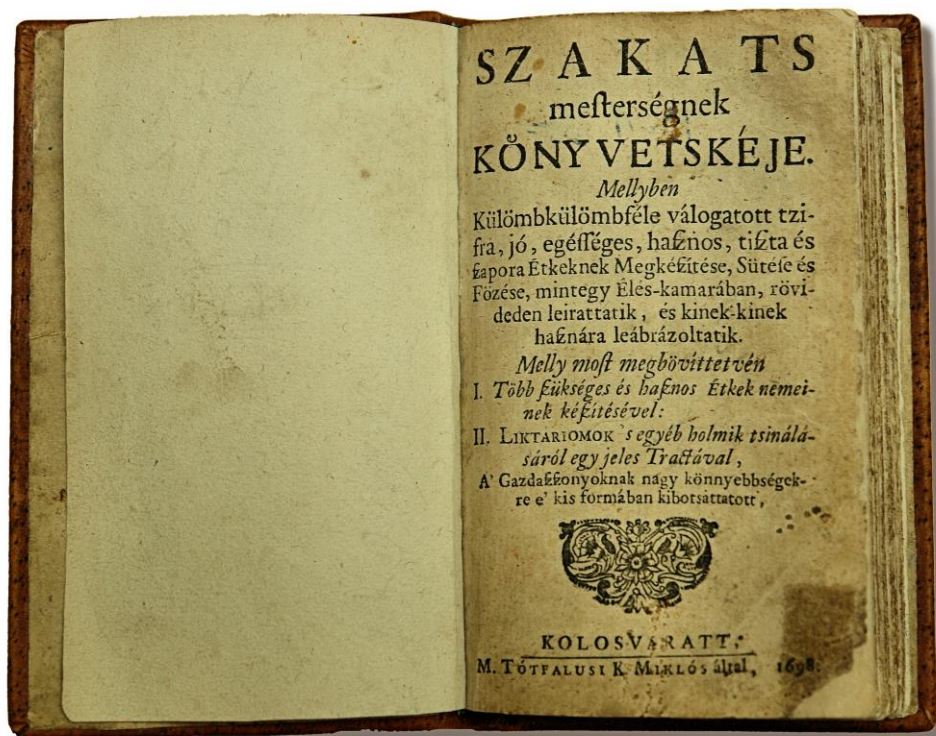 SZAKATS
meſterségnek
KÖNYVETSKÉJE.
Mellyben
Külömbkülömbféle válogatott tzi-
fra, jó, egéſſéges, haſznos, tiſzta és
ſzapora Étkeknek Megkéſzítése, Sütéſe és
Fözése, mintegy Élés-kamarában, rövi-
deden leirattatik, és kinek-kinek
haſznára leábrázoltatik.
Melly moſt megbövíttetvén
I. Több ſzükséges és haſznos Étkek nemei-
nek kéſzítésével:
II. LIKTARIOMOK 's egyéb holmik tsinálá-
sáról egy jeles Tractával,
A' Gazdaſzſzonyoknak nagy könnyebbségek-
re e' kis formában kibotsáttatott,
KOLOSVARATT,
M. TÓTFALUSI K. MIKLÓS által, 1698.